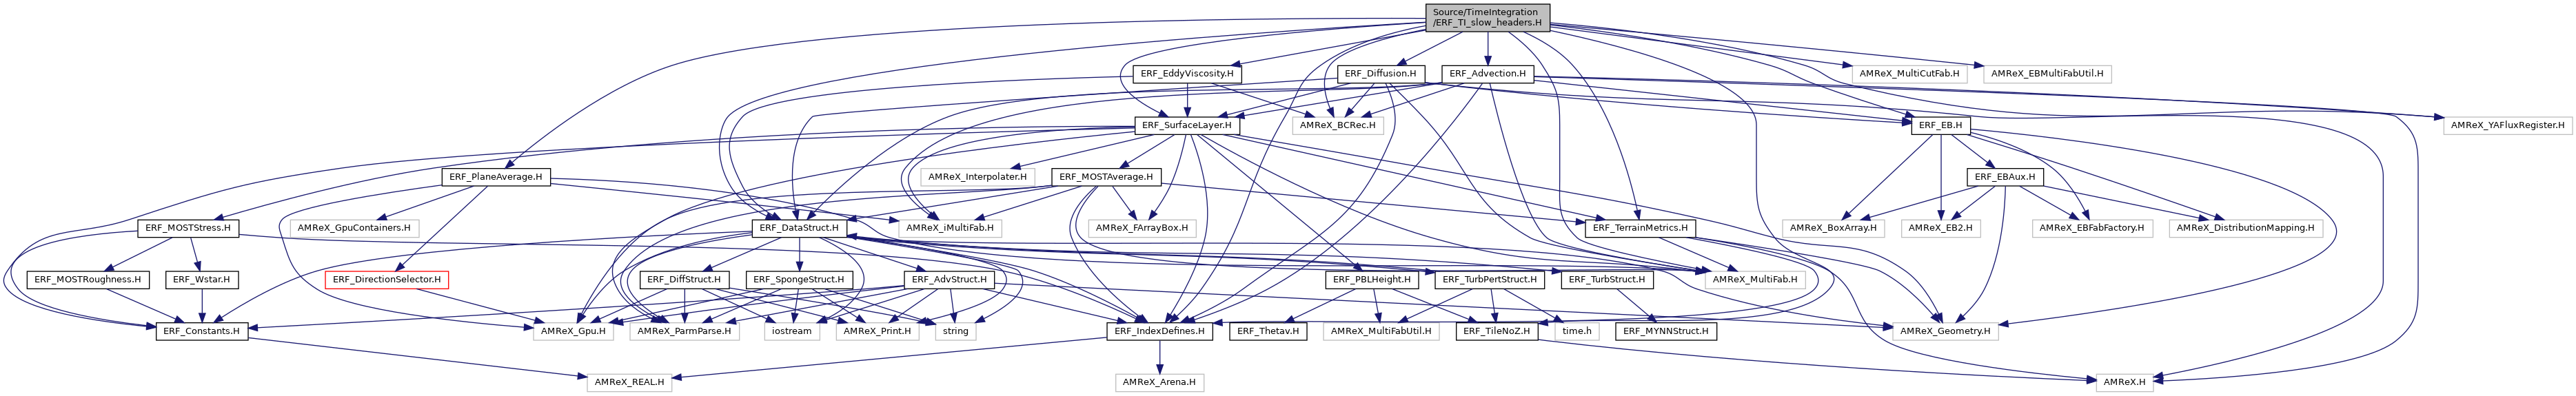 Source/TimeIntegration
/ERF_TI_slow_headers.H
ERF_EddyViscosity.H
ERF_Diffusion.H
ERF_Advection.H
AMReX_MultiCutFab.H
AMReX_EBMultiFabUtil.H
ERF_SurfaceLayer.H
AMReX_BCRec.H
ERF_EB.H
AMReX_YAFluxRegister.H
ERF_PlaneAverage.H
AMReX_Interpolater.H
ERF_MOSTAverage.H
ERF_EBAux.H
ERF_MOSTStress.H
AMReX_GpuContainers.H
ERF_DataStruct.H
AMReX_iMultiFab.H
AMReX_FArrayBox.H
ERF_TerrainMetrics.H
AMReX_BoxArray.H
AMReX_EB2.H
AMReX_EBFabFactory.H
AMReX_DistributionMapping.H
ERF_MOSTRoughness.H
ERF_Wstar.H
ERF_DirectionSelector.H
ERF_DiffStruct.H
ERF_SpongeStruct.H
ERF_AdvStruct.H
ERF_PBLHeight.H
ERF_TurbPertStruct.H
ERF_TurbStruct.H
AMReX_MultiFab.H
ERF_Constants.H
AMReX_Gpu.H
AMReX_ParmParse.H
iostream
AMReX_Print.H
string
ERF_IndexDefines.H
ERF_Thetav.H
AMReX_MultiFabUtil.H
ERF_TileNoZ.H
time.h
ERF_MYNNStruct.H
AMReX_Geometry.H
AMReX_REAL.H
AMReX_Arena.H
AMReX.H